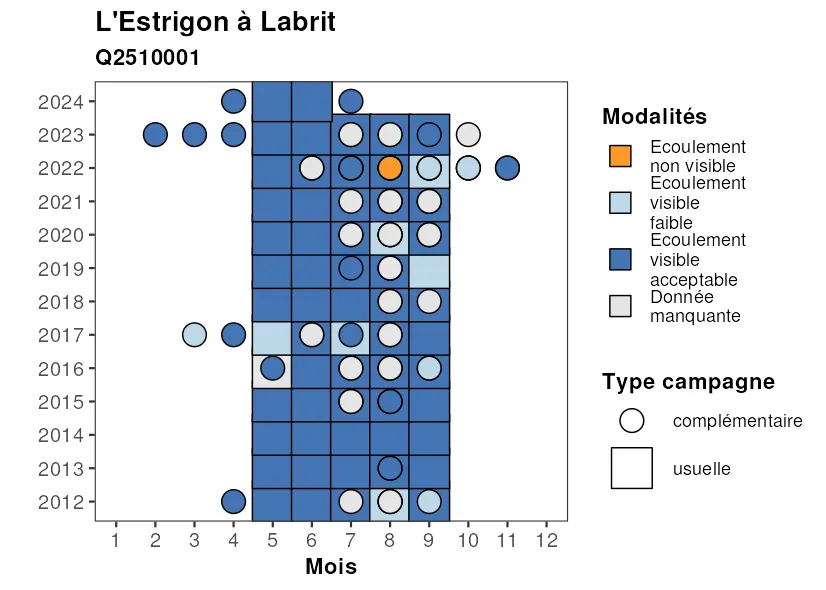 L'Estrigon à Labrit
Q2510001
2024
2023
2022
2021
2020
2019
2018
2017
2016
2015
2014
2013
2012
1 2 3 4 5 6 7 8 9 10 11 12
Mois
Modalités
Ecoulement
non visible
Ecoulement
visible
faible
Ecoulement
visible
acceptable
Donnée
manquante
Type campagne
complémentaire
usuelle